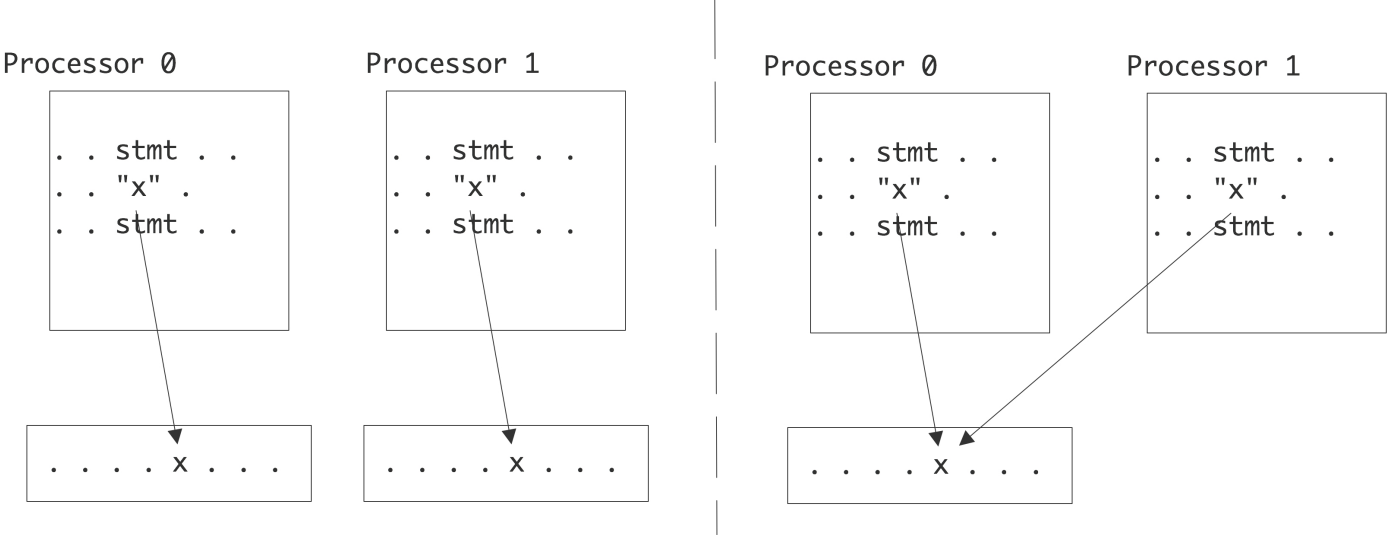 Processor 0
. . stmt . .
. . "x" .
. . stmt . .
. . . . x . . .
Processor 1
. . stmt . .
. . "x" .
. . stmt . .
. . . . x . . .
Processor 0
. . stmt . .
. . "x" .
. . stmt . .
. . . . x . . .
Processor 1
. . stmt . .
. . "x" .
. . stmt . .